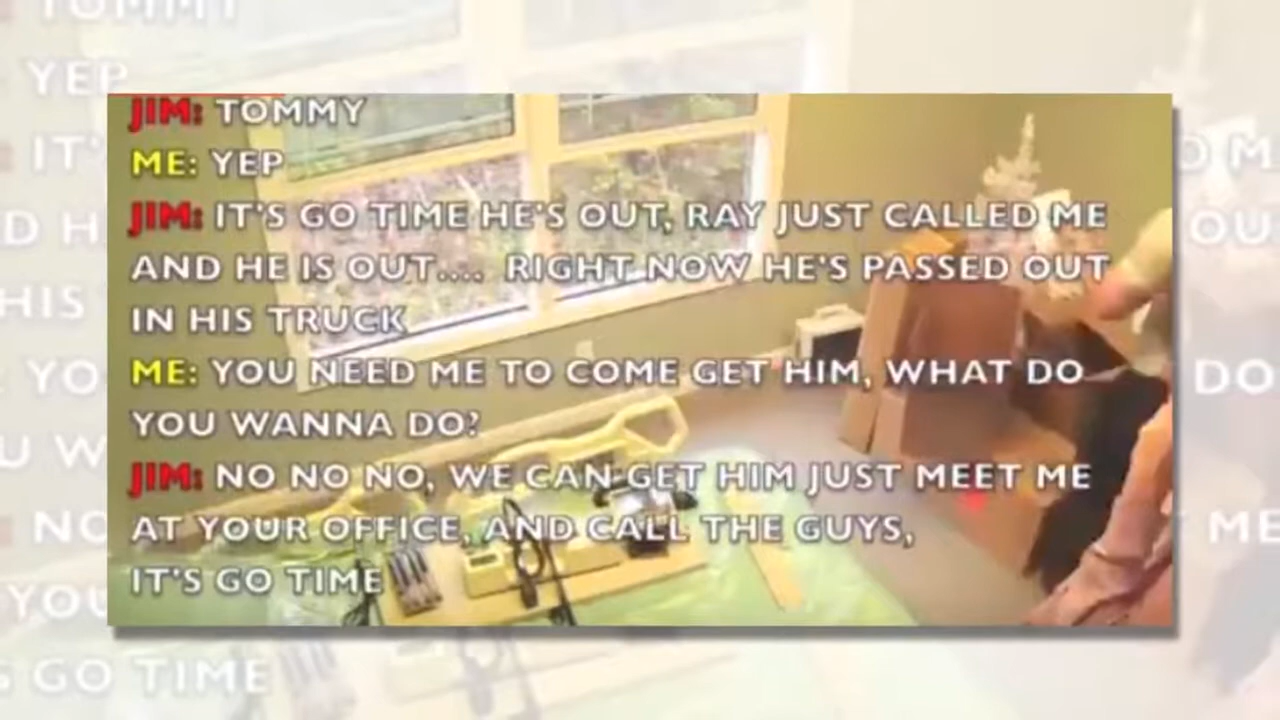 JIM: TOMMY
ME: YEP
JIM: IT'S GO TIME HE'S OUT, RAY JUST CALLED ME
AND HE IS OUT.... RIGHT NOW HE'S PASSED OUT
IN HIS TRUCK
ME: YOU NEED ME TO COME GET HIM, WHAT DO
YOU WANNA DO?
JIM: NO NO NO, WE CAN GET HIM JUST MEET ME
AT YOUR OFFICE, AND CALL THE GUYS,
IT'S GO TIME